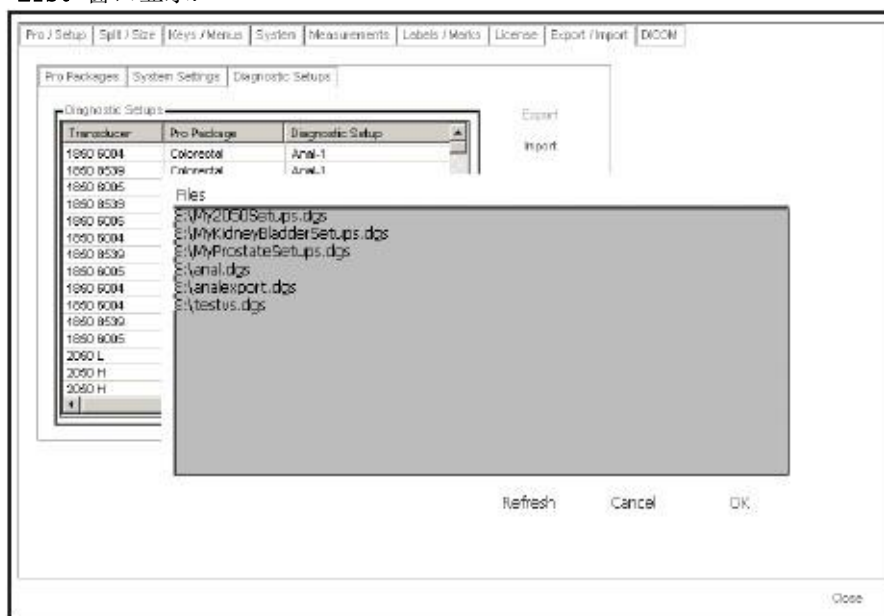 Pro / Setup Split / Size Keys / Menus System Measurements Labels / Marks License Export / Import DICOM
Pro Packages System Settings Diagnostic Setups
Diagnostic Setups
Export
Import
Transducer Pro Package Diagnostic Setup
1850 6004 Colorectal Anal-1
1850 8539 Colorectal Anal-1
1850 6005
1850 8539
1850 6005
1850 6004
1850 8539
1850 6005
1850 6004
1850 6004
1850 8539
1850 6005
2050 L
2050 H
2050 H
Files
E:\My2050Setups.dgs
E:\MyKidneyBladderSetups.dgs
E:\MyProstateSetups.dgs
E:\anal.dgs
E:\analexport.dgs
E:\testus.dgs
Refresh Cancel OK
Close